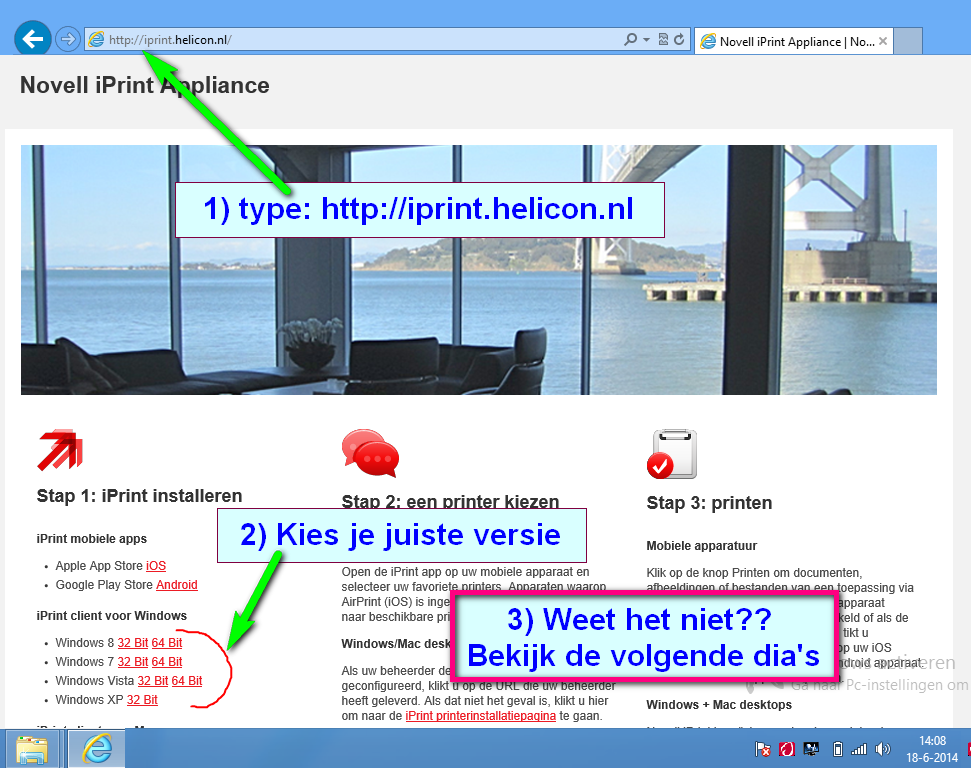 http://iprint.helicon.nl/
Novell iPrint Appliance | No...
Novell iPrint Appliance
1) type: http://iprint.helicon.nl
Stap 1: iPrint installeren
iPrint mobiele apps
Apple App Store iOS
Google Play Store Android
iPrint client voor Windows
Windows 8 32 Bit 64 Bit
Windows 7 32 Bit 64 Bit
Windows Vista 32 Bit 64 Bit
Windows XP 32 Bit
2) Kies je juiste versie
Stap 2: een printer kiezen
Open de iPrint app op uw mobiele apparaat en
selecteer uw favoriete printers. Apparaten waarop
AirPrint (iOS) is
naar beschikbare
Windows/Mac
Als uw beheerder de
geconfigureerd, klikt u op de URL die uw beheerder
heeft geleverd. Als dat niet het geval is, klikt u hier
om naar de iPrint printerinstallatiepagina te gaan.
Stap 3: printen
Mobiele apparatuur
Klik op de knop Printen om documenten,
afbeeldingen of bestanden van een toepassing via
apparaat
als de
tikt u
op uw iOS
apparaat
3) Weet het niet??
Bekijk de volgende dia's
Windows + Mac desktops
Ga naar Pc-instellingen om
14:08
18-6-2014